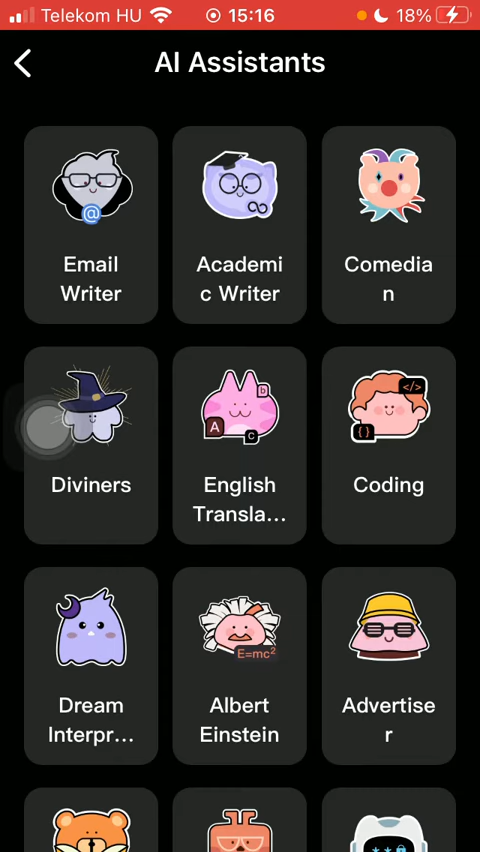 Telekom HU 15:16 18%
AI Assistants
Email
Writer
Academi
c Writer
Comedia
n
@
Diviners
English
Transla...
Coding
A
b
c
</>
{ }
Dream
Interpr...
Albert
Einstein
Advertise
r
E=mc²